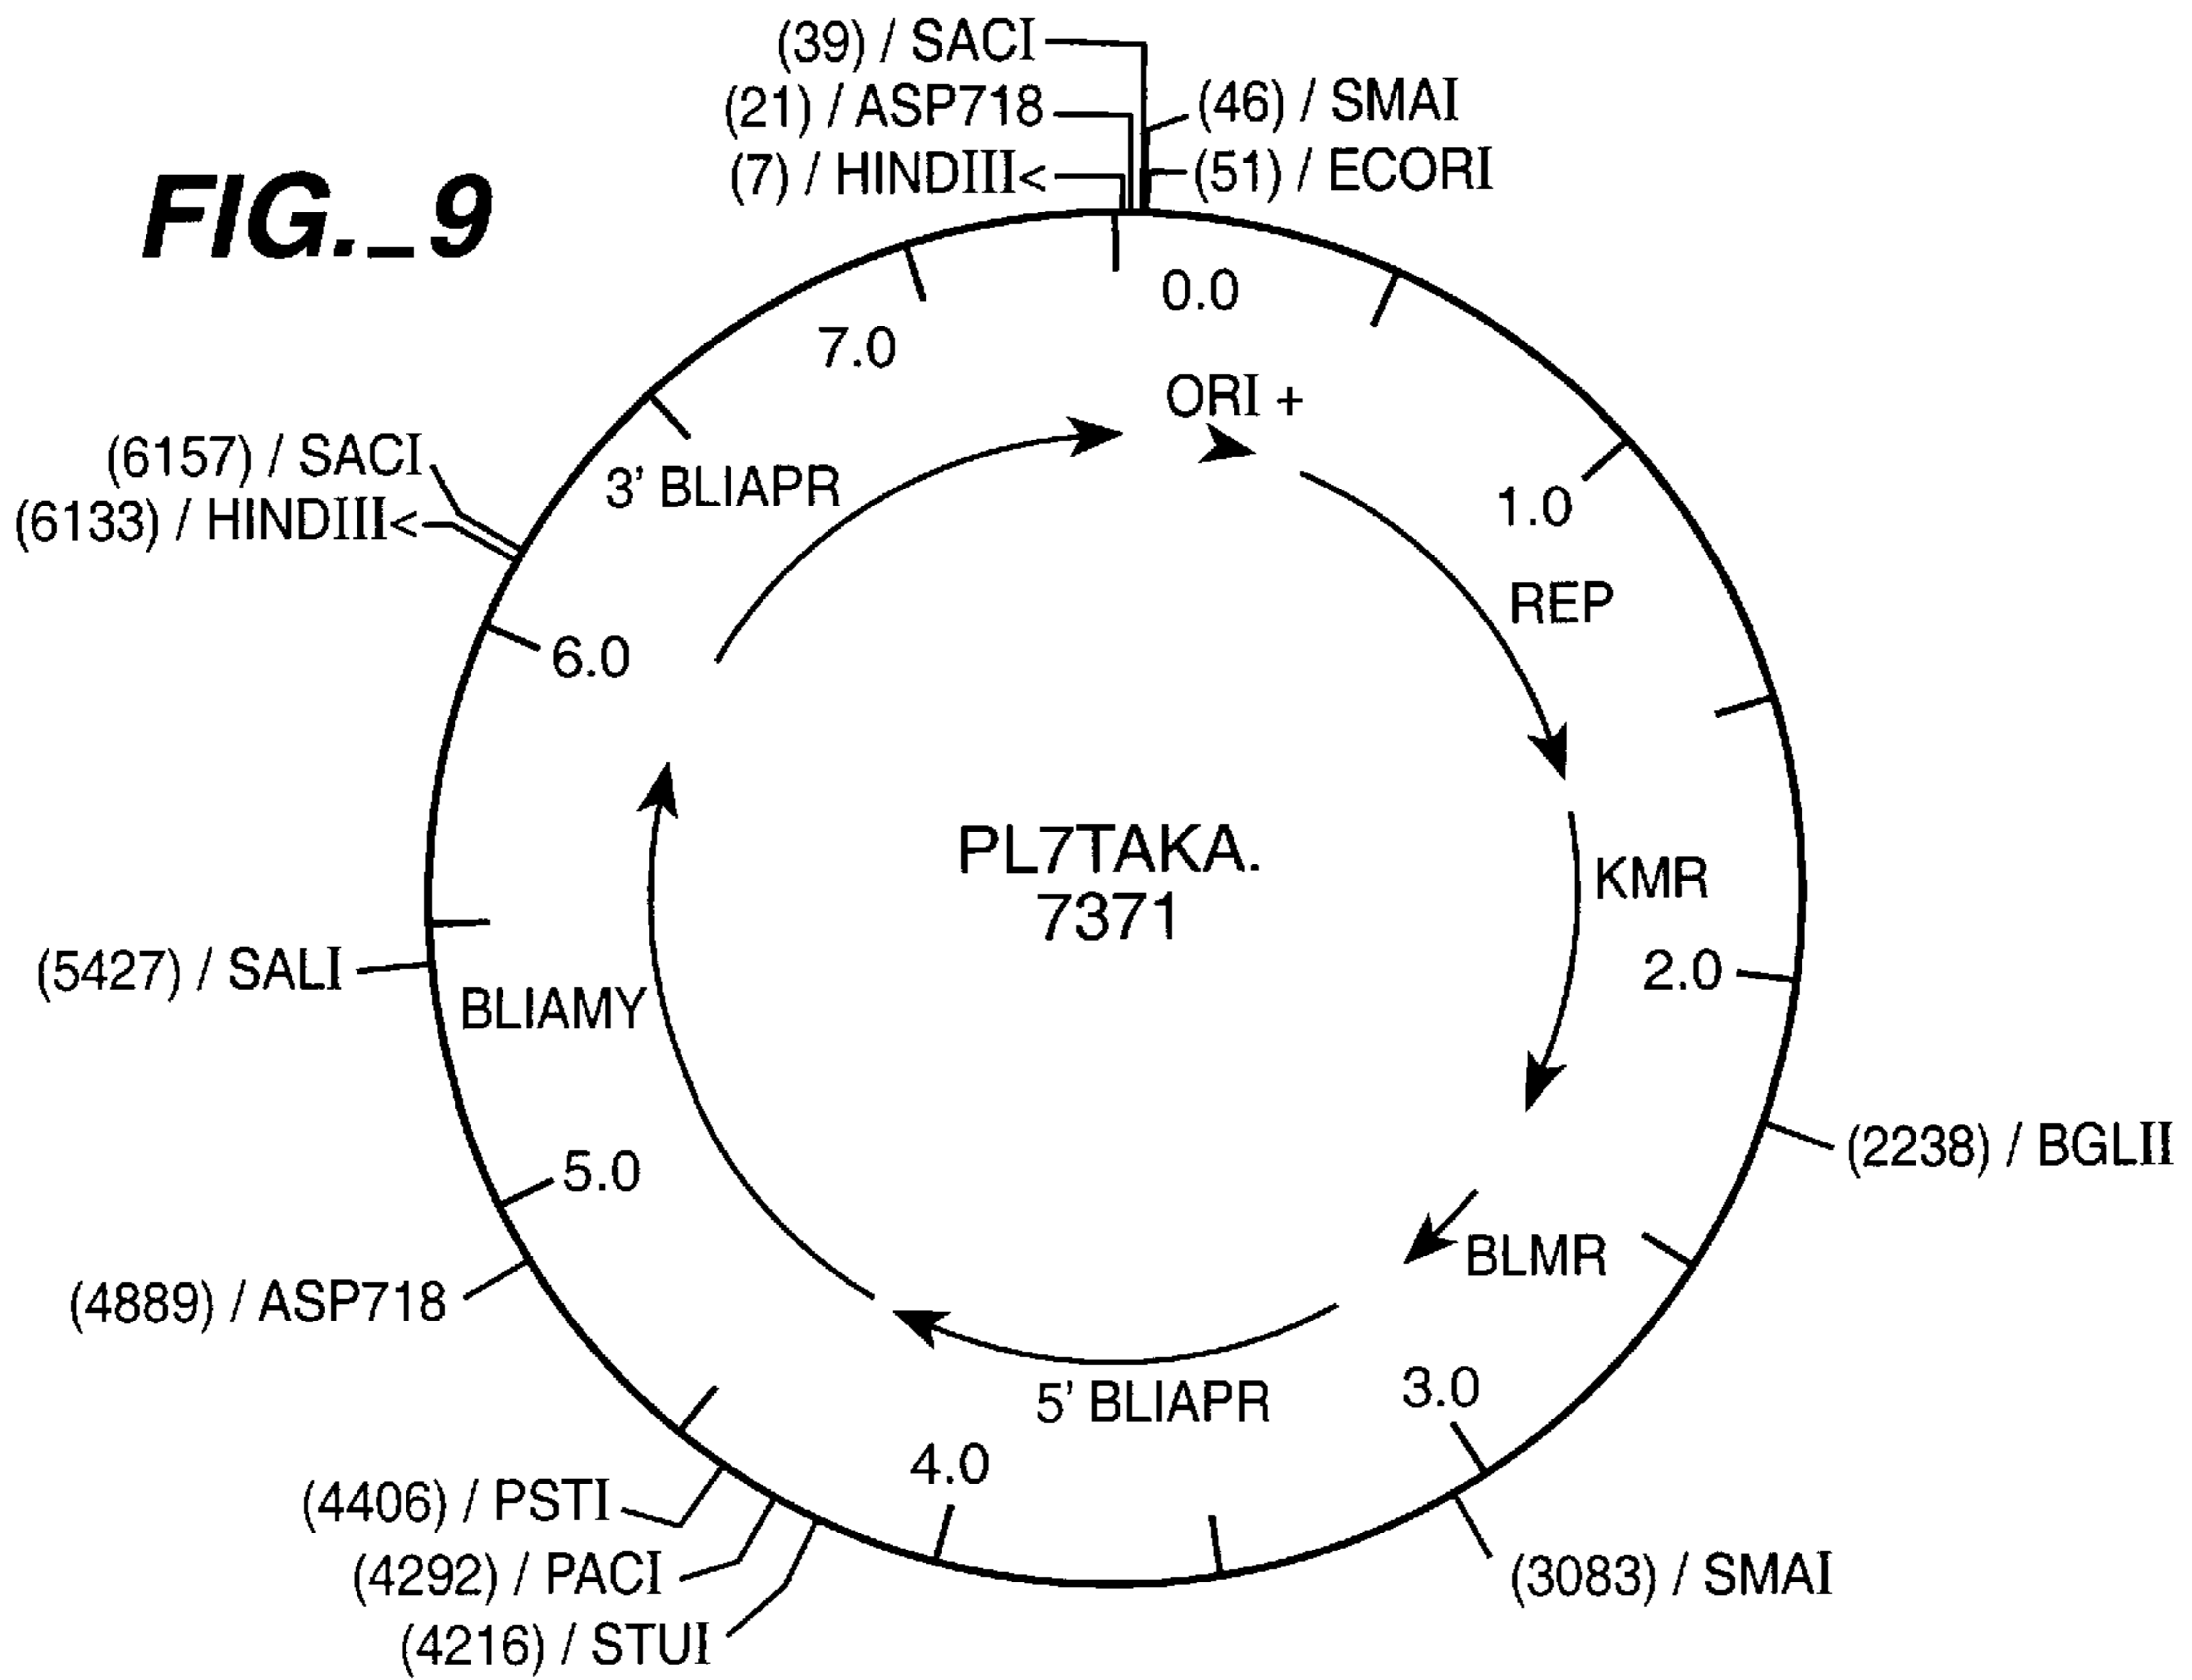 FIG._9
(39) / SACI
(21) / ASP718
(7) / HINDIII<
(46) / SMAI
(51) / ECORI
0.0
7.0
ORI +
3' BLIAPR
1.0
REP
(6157) / SACI
(6133) / HINDIII<
6.0
PL7TAKA.
7371
KMR
2.0
(5427) / SALI
BLIAMY
(2238) / BGLII
5.0
BLMR
(4889) / ASP718
5' BLIAPR
3.0
4.0
(4406) / PSTI
(4292) / PACI
(4216) / STUI
(3083) / SMAI